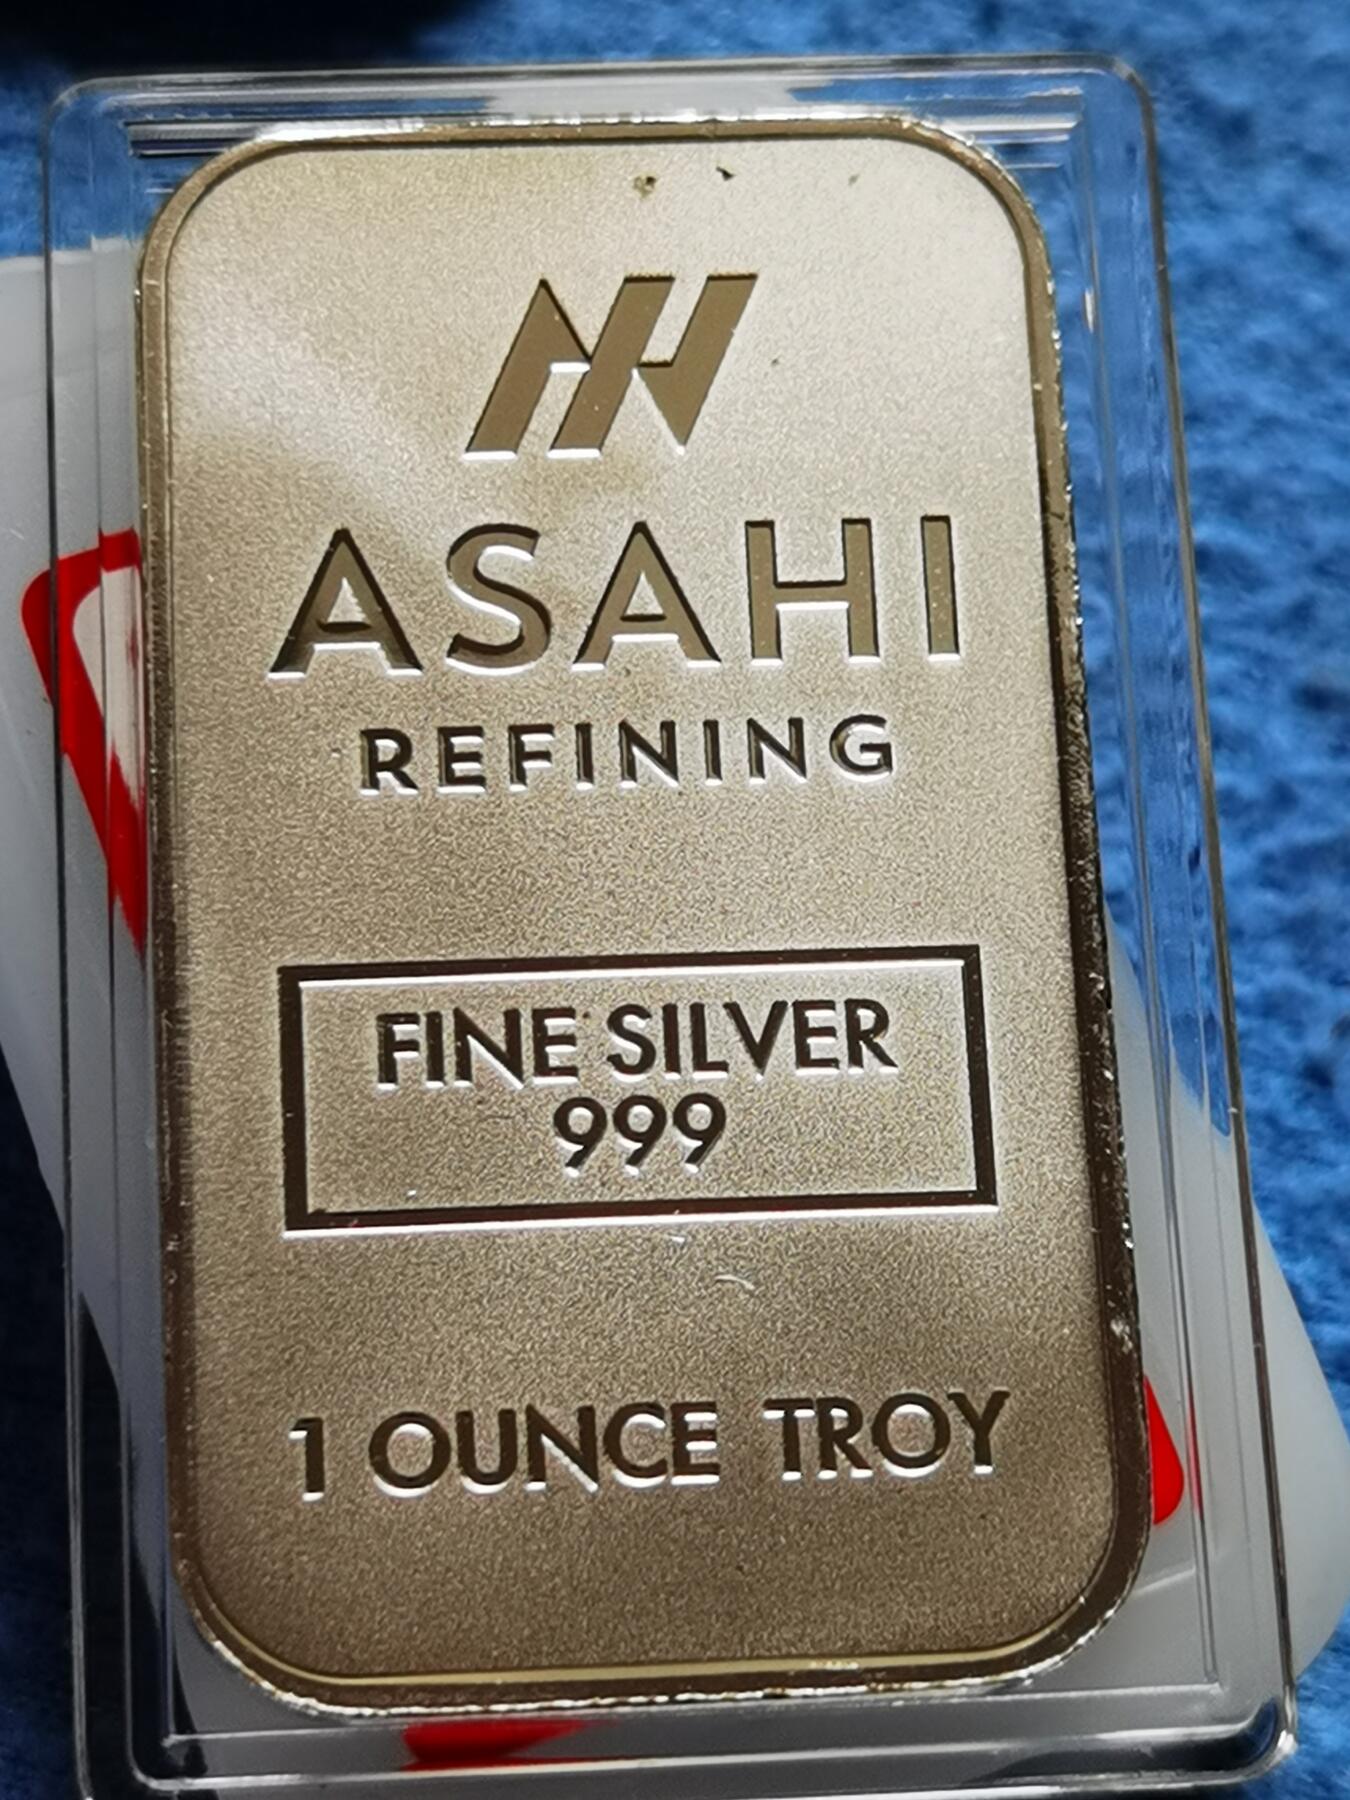 ASAHI
REFINING
FINE SILVER
999
1 OUNCE TROY